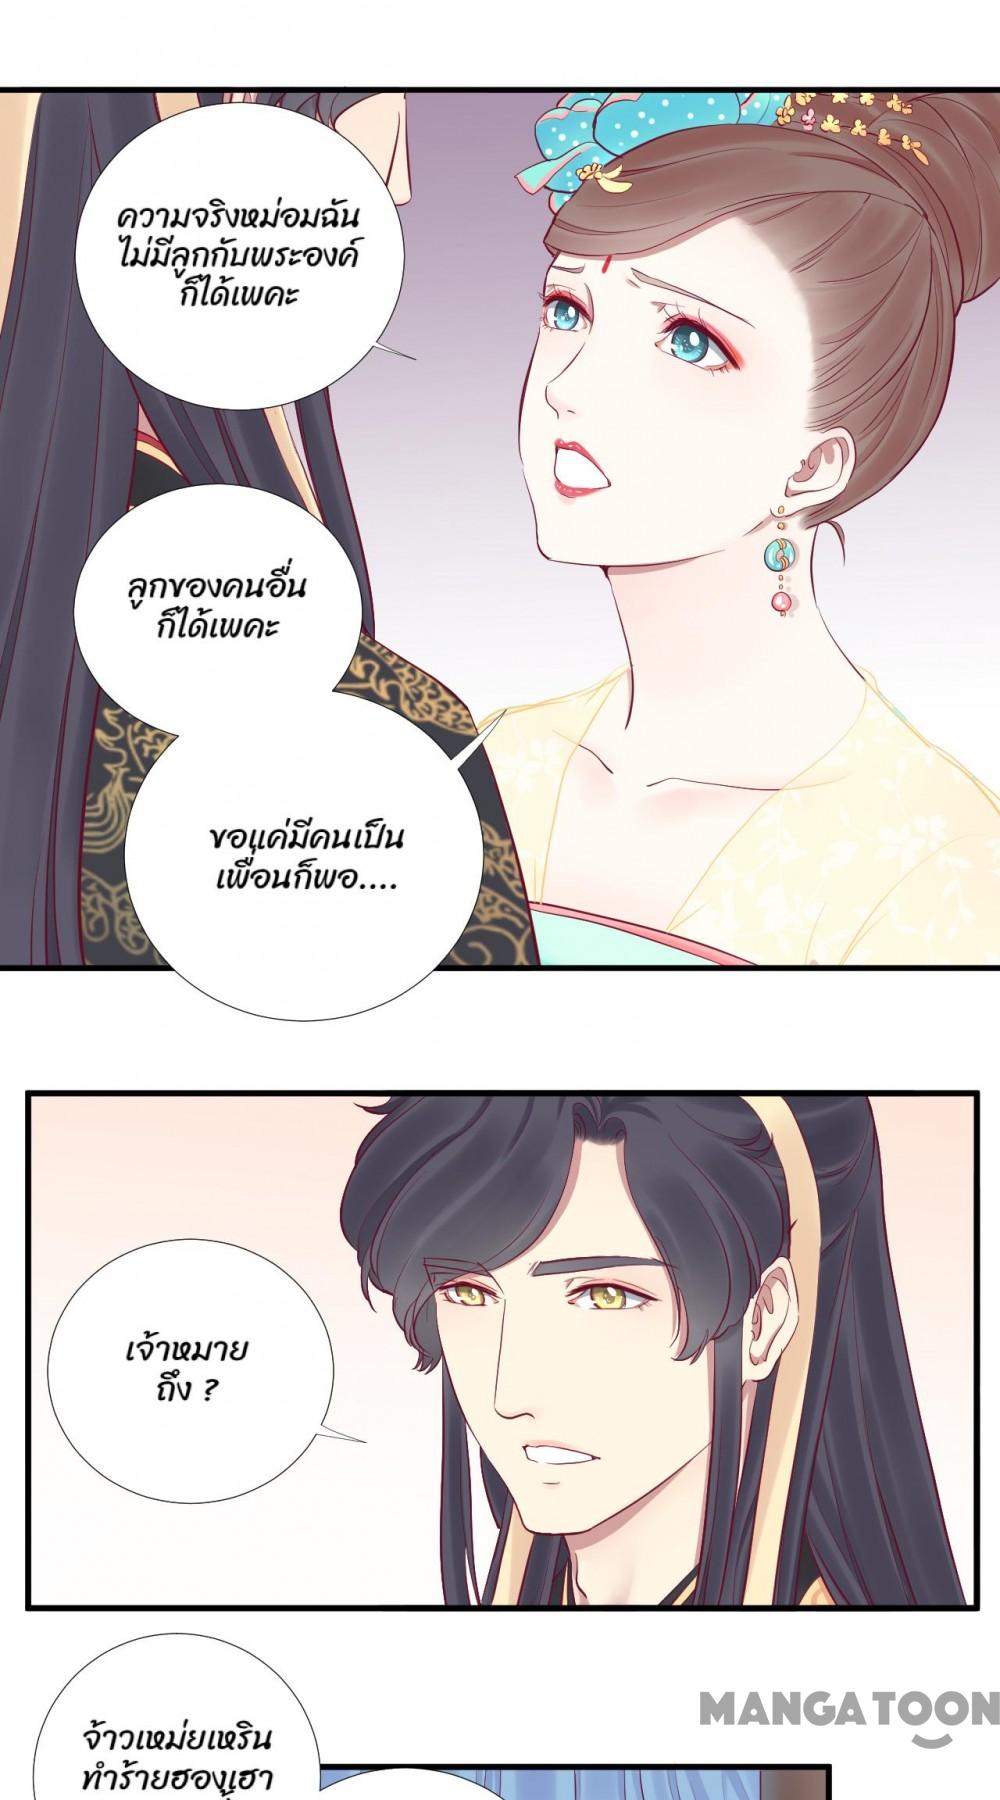 ความจริงหม่อมฉัน
ไม่มีลูกกับพระองค์
ก็ได้เพคะ
ลูกของคนอื่น
ก็ได้เพคะ
ขอแค่มีคนเป็น
เพื่อนก็พอ....
เจ้าหมาย
ถึง ?
MANGATOON
จ้าวเหม่ยเหริน
ทำร้ายฮองเฮา